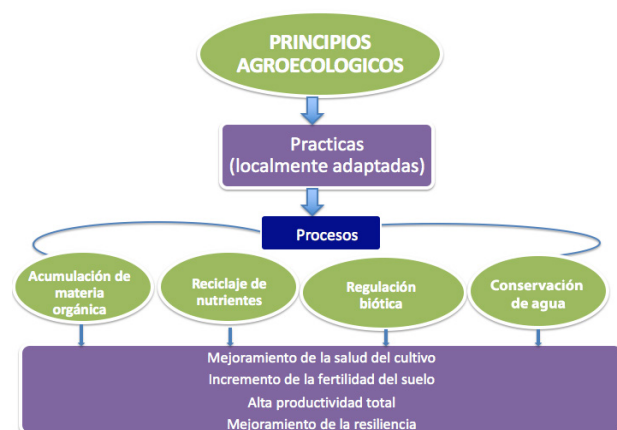 PRINCIPIOS
AGROECOLOGICOS
Practicas
(localmente adaptadas)
Procesos
Acumulación de
materia
orgánica
Reciclaje de
nutrientes
Regulación
biótica
Conservación
de agua
Mejoramiento de la salud del cultivo
Incremento de la fertilidad del suelo
Alta productividad total
Mejoramiento de la resiliencia